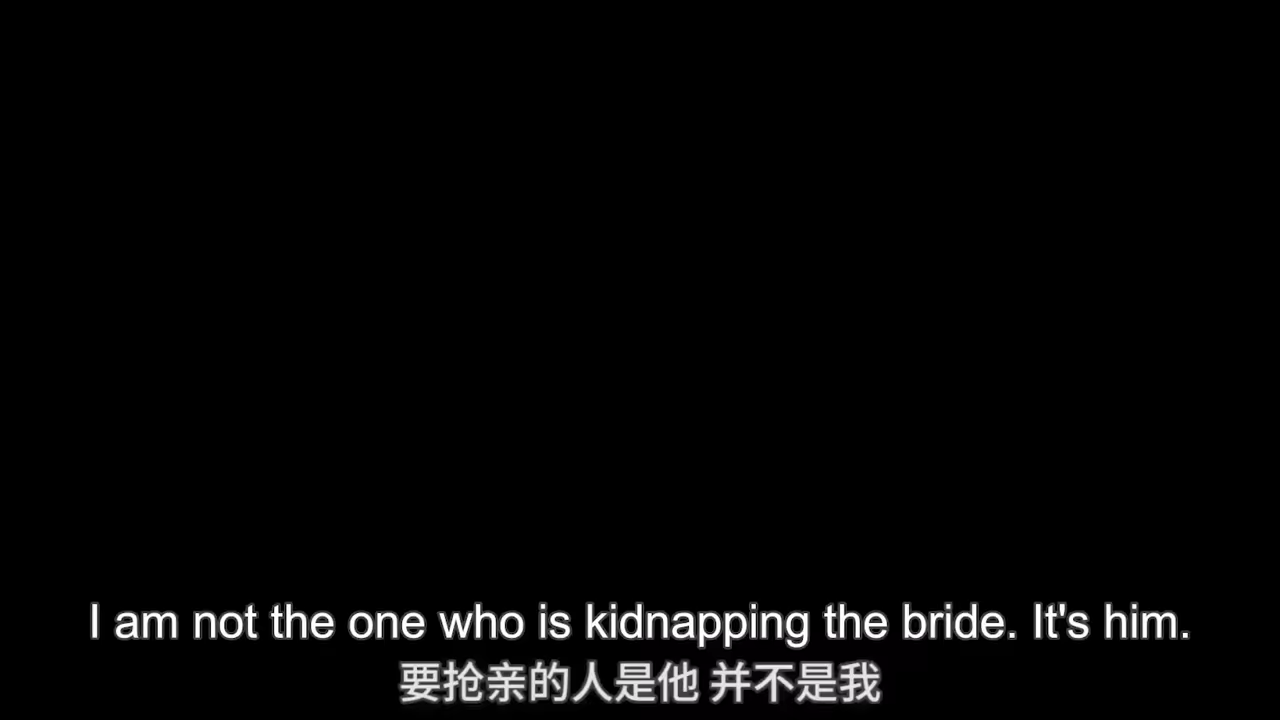 I am not the one who is kidnapping the bride. It's him.
要抢亲的人是他 并不是我